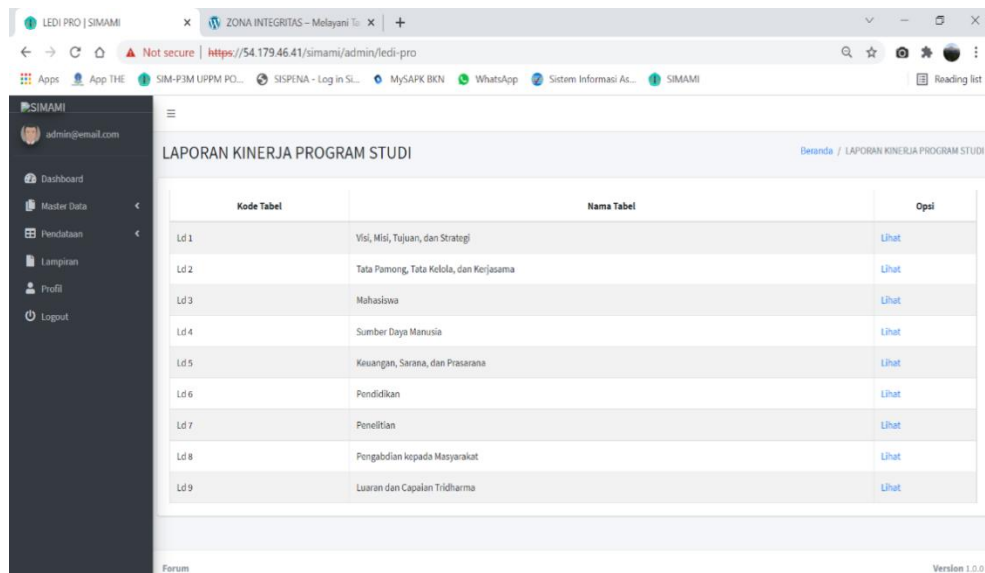 LEDI PRO | SIMAMI
ZONA INTEGRITAS – Melayani
Not secure | https://54.179.46.41/simami/admin/ledi-pro
Apps App THE SIM-P3M UPPM PO... SISPENA - Log in Si... MySAPK BKN WhatsApp Sistem Informasi As... SIMAMI Reading list
SIMAMI
admin@email.com
Dashboard
Master Data
Pendataan
Lampiran
Profil
Logout
LAPORAN KINERJA PROGRAM STUDI
Beranda / LAPORAN KINERJA PROGRAM STUDI
Kode Tabel Nama Tabel Opsi
Ld 1 Visi, Misi, Tujuan, dan Strategi Lihat
Ld 2 Tata Pamong, Tata Kelola, dan Kerjasama Lihat
Ld 3 Mahasiswa Lihat
Ld 4 Sumber Daya Manusia Lihat
Ld 5 Keuangan, Sarana, dan Prasarana Lihat
Ld 6 Pendidikan Lihat
Ld 7 Penelitian Lihat
Ld 8 Pengabdian kepada Masyarakat Lihat
Ld 9 Luaran dan Capaian Tridharma Lihat
Forum Version 1.0.0